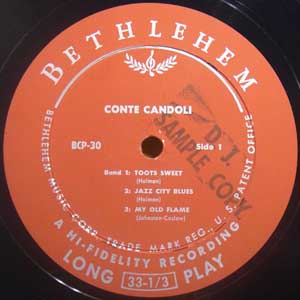 BETHLEHEM
CONTE CANDOLI
BCP-30
Side 1
Band 1: TOOTS SWEET
(Holman)
2: JAZZ CITY BLUES
(Holman)
3: MY OLD FLAME
(Johnston-Coslow)
D. J.
SAMPLE COPY
BETHLEHEM MUSIC CORP. TRADE MARK REG. U. S. PATENT OFFICE
A HI-FIDELITY RECORDING
LONG 33-1/3 PLAY